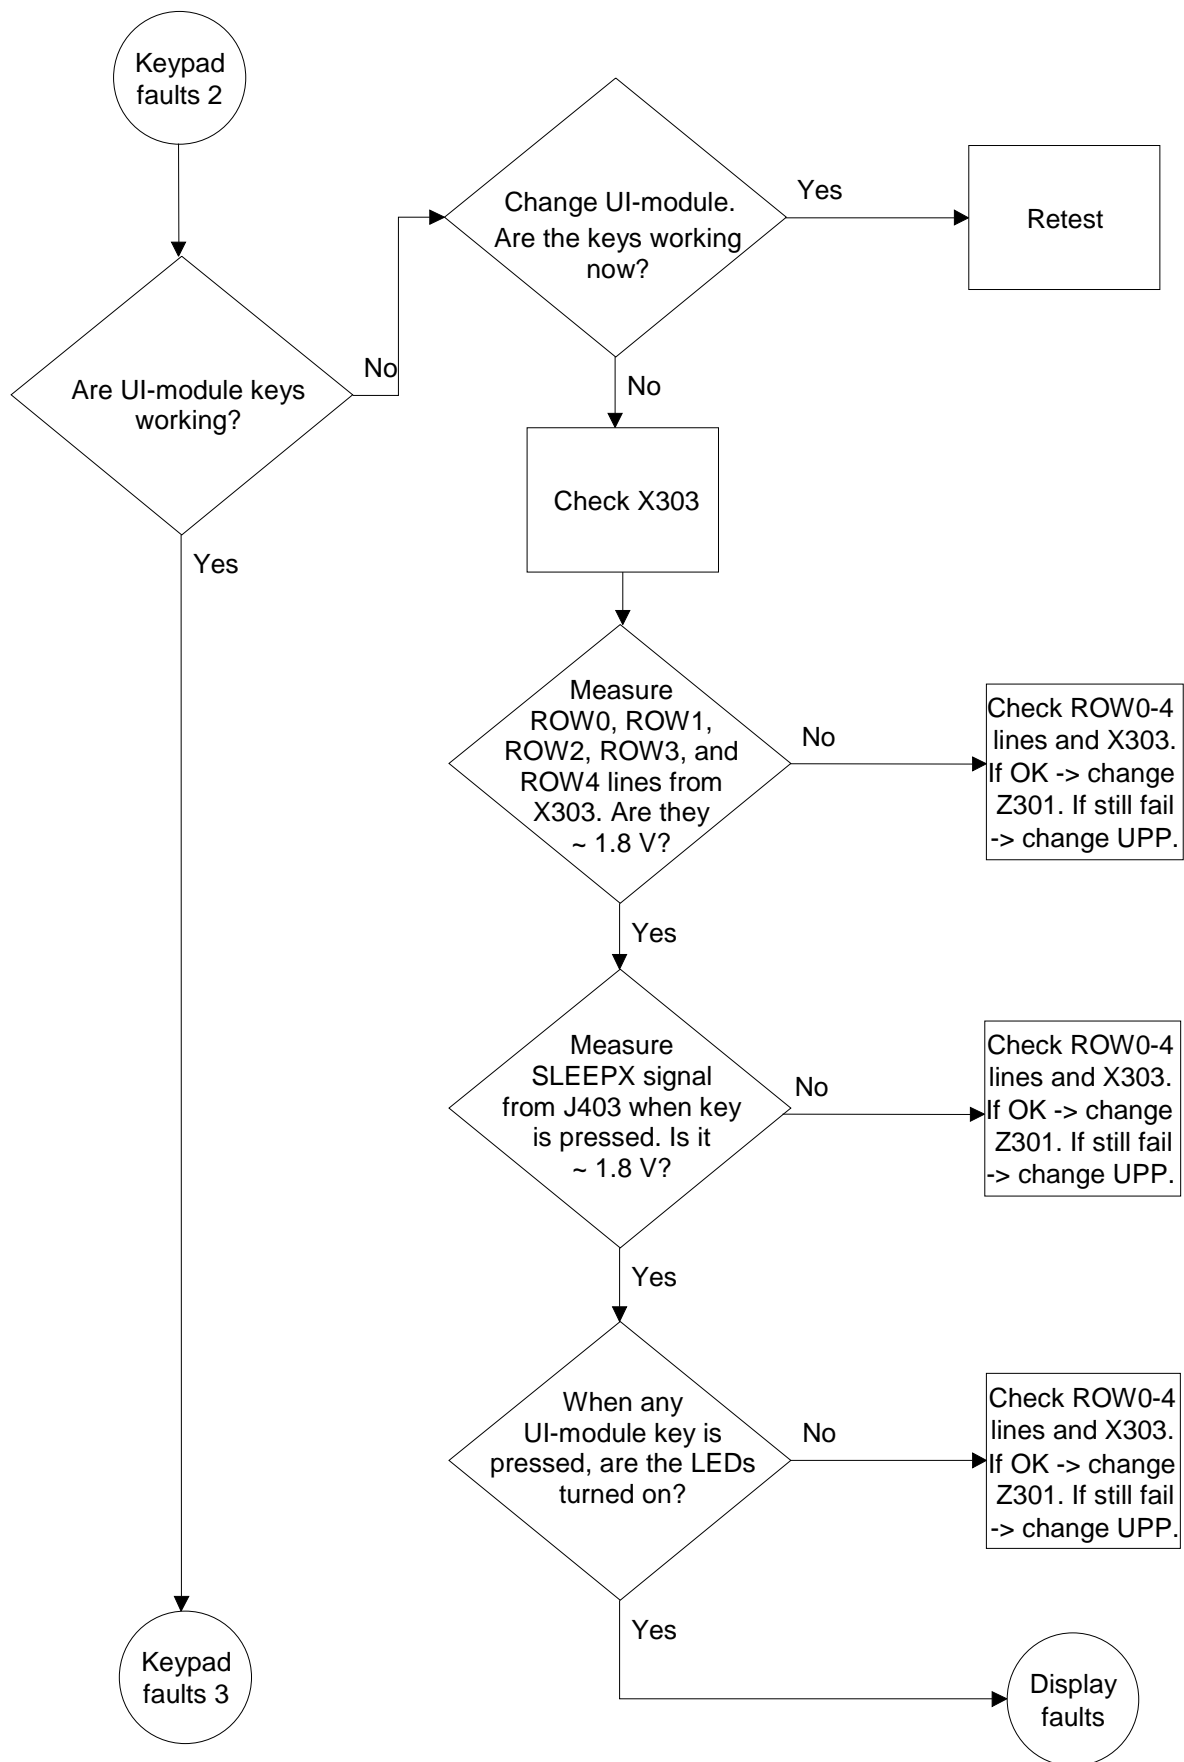 Keypad
faults 2
Are UI-module keys
working?
No
Yes
Keypad
faults 3
Change UI-module.
Are the keys working
now?
Yes
Retest
No
Check X303
Measure
ROW0, ROW1,
ROW2, ROW3, and
ROW4 lines from
X303. Are they
~ 1.8 V?
No
Check ROW0-4
lines and X303.
If OK -> change
Z301. If still fail
-> change UPP.
Yes
Measure
SLEEPX signal
from J403 when key
is pressed. Is it
~ 1.8 V?
No
Check ROW0-4
lines and X303.
If OK -> change
Z301. If still fail
-> change UPP.
Yes
When any
UI-module key is
pressed, are the LEDs
turned on?
No
Check ROW0-4
lines and X303.
If OK -> change
Z301. If still fail
-> change UPP.
Yes
Display
faults